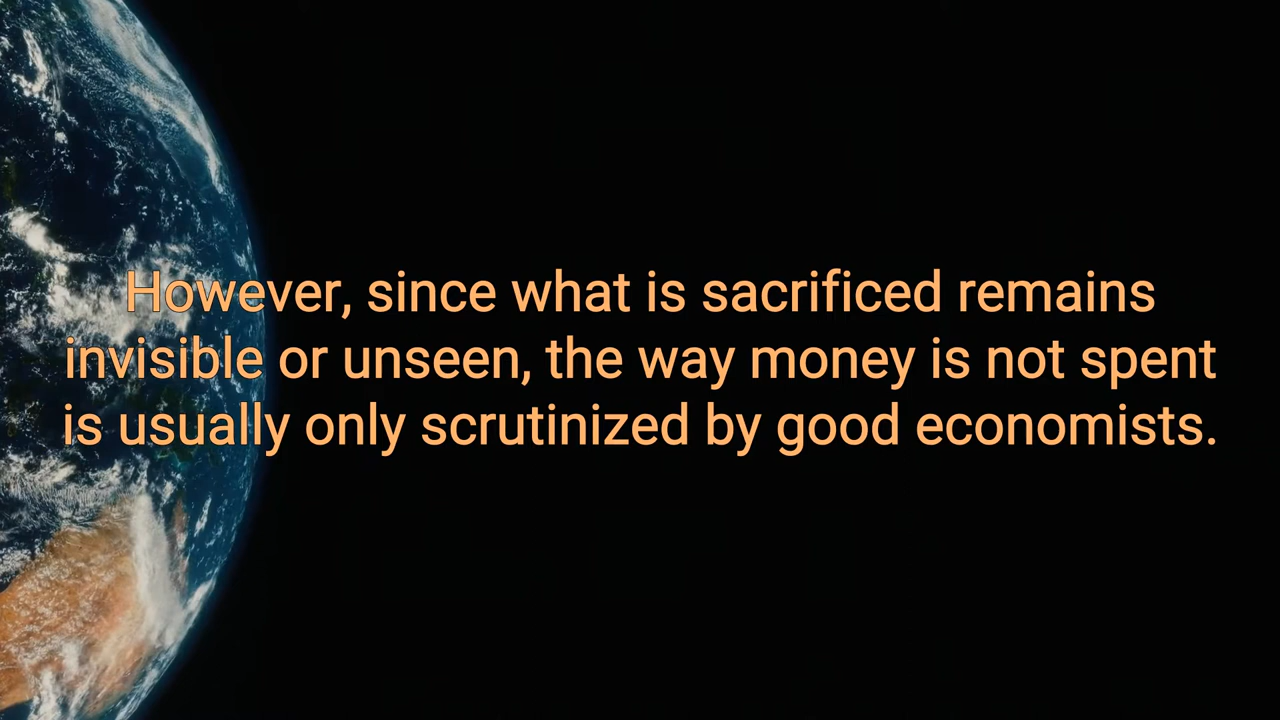 However, since what is sacrificed remains
invisible or unseen, the way money is not spent
is usually only scrutinized by good economists.